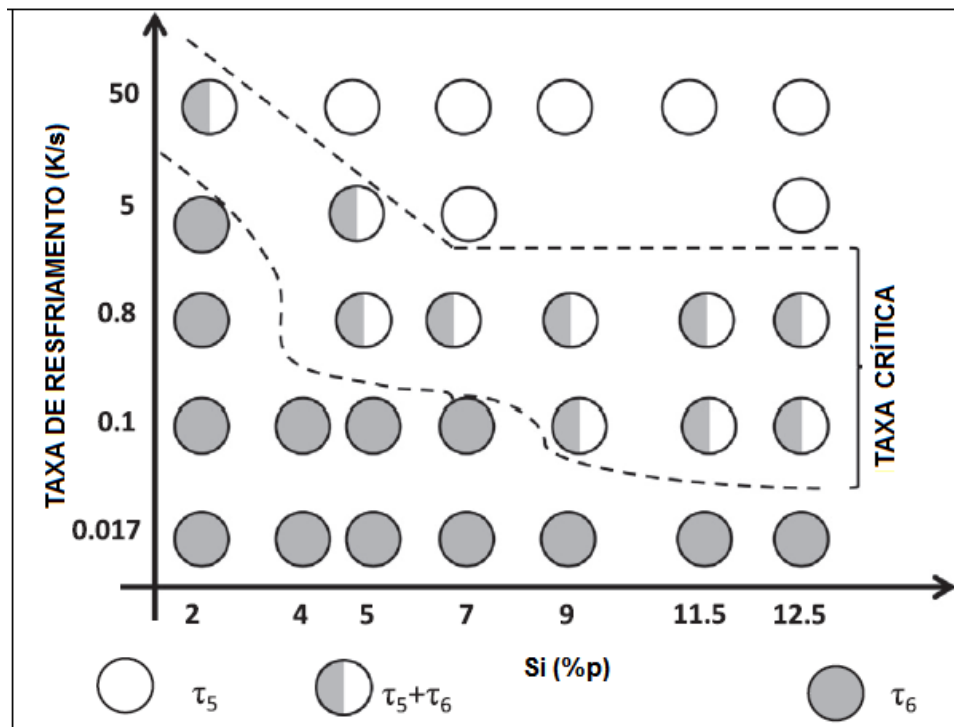 TAXA DE RESFRIAMENTO (K/s)
50
5
0.8
0.1
0.017
TAXA CRÍTICA
2 4 5 7 9 11.5 12.5
Si (%p)
τ5 τ5+τ6 τ6